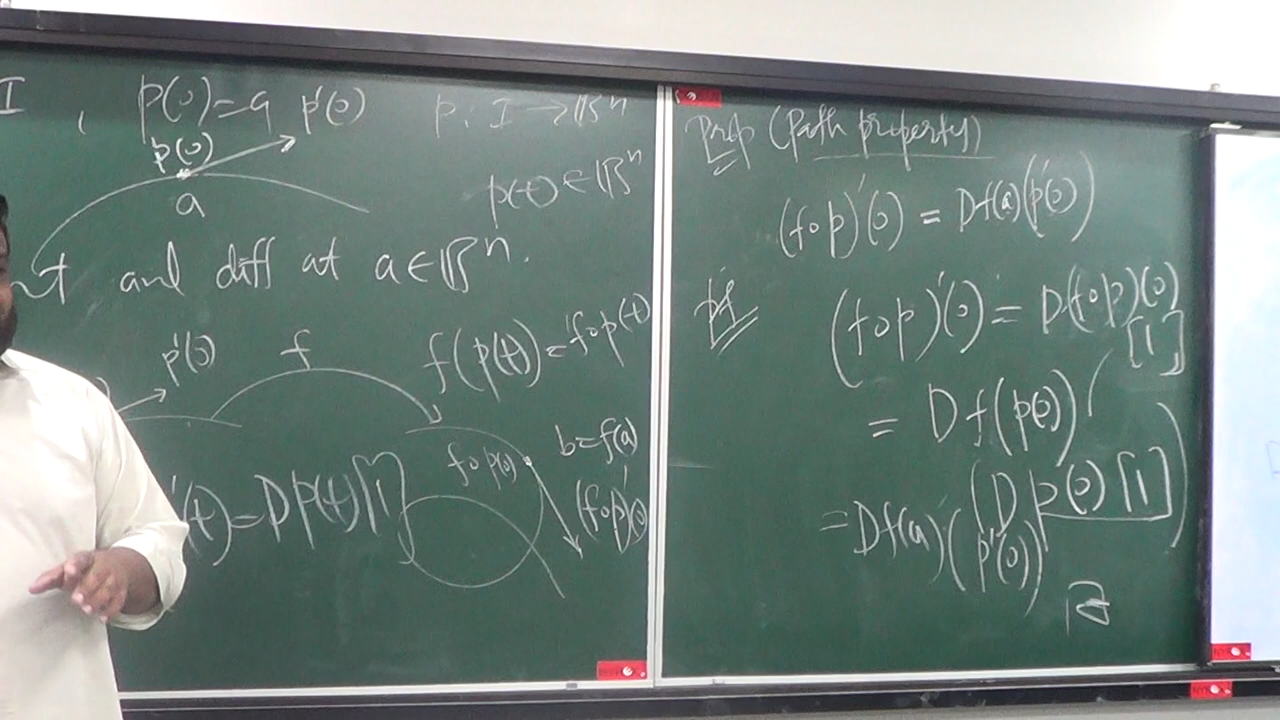 I , p(0)=a p'(0) p: I → ℝⁿ
p(0)
a
p(t) ∈ ℝⁿ
and diff at a ∈ ℝⁿ.
p'(0) f f(p(t)) = f∘p(t)
f∘p(0) b = f(a)
'(t) = Dp(t)[1] (f∘p)'(0)
Prop (Path property)
(f∘p)'(0) = Df(a)(p'(0))
pf (f∘p)'(0) = D(f∘p)(0)
[1]
= Df(p(0)) (
(Dp(0)[1])
= Df(a)(p'(0))